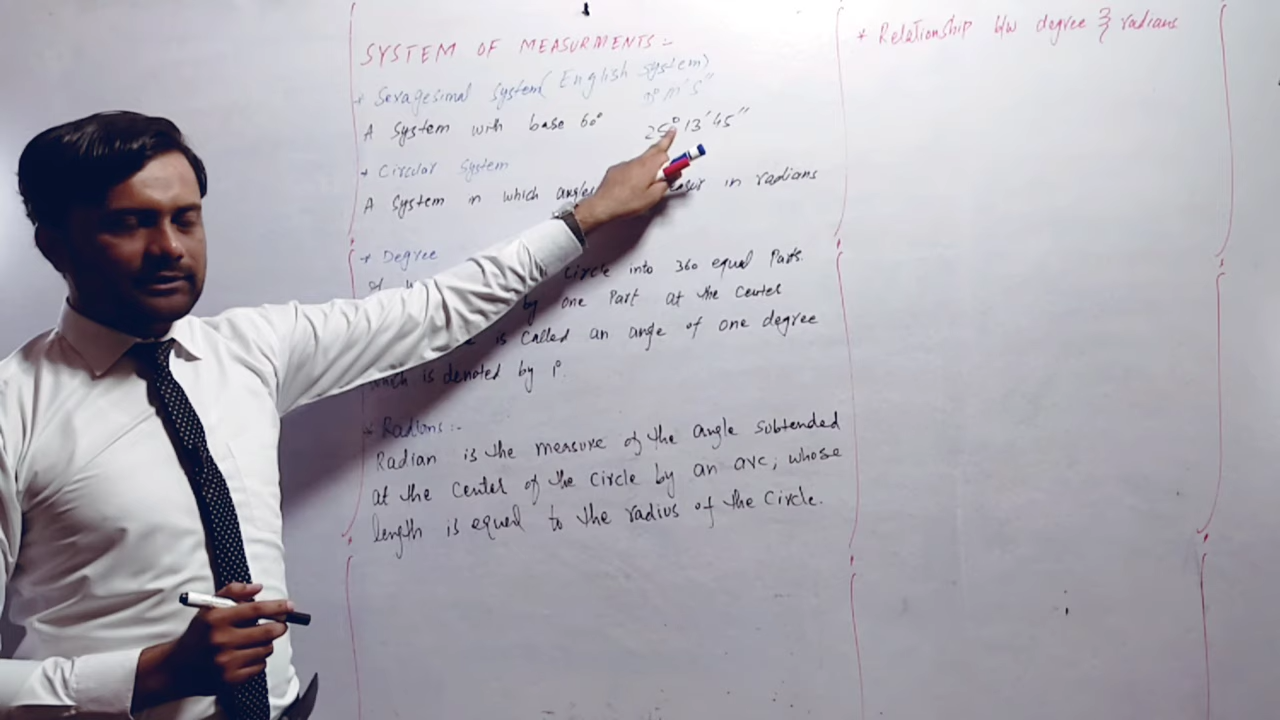 SYSTEM OF MEASURMENTS:-
* Sexagesimal System( English system)
D° M' S"
A System with base 60°
25° 13' 45"
* Circular System
A System in which angles in radians
* Degree
circle into 360 equal Parts.
by one Part at the Center
is Called an angle of one degree
which is denoted by 1°.
* Radians:-
Radian is the measure of the angle subtended
at the Center of the Circle by an arc, whose
length is equal to the radius of the Circle.
* Relationship b/w degree & radians